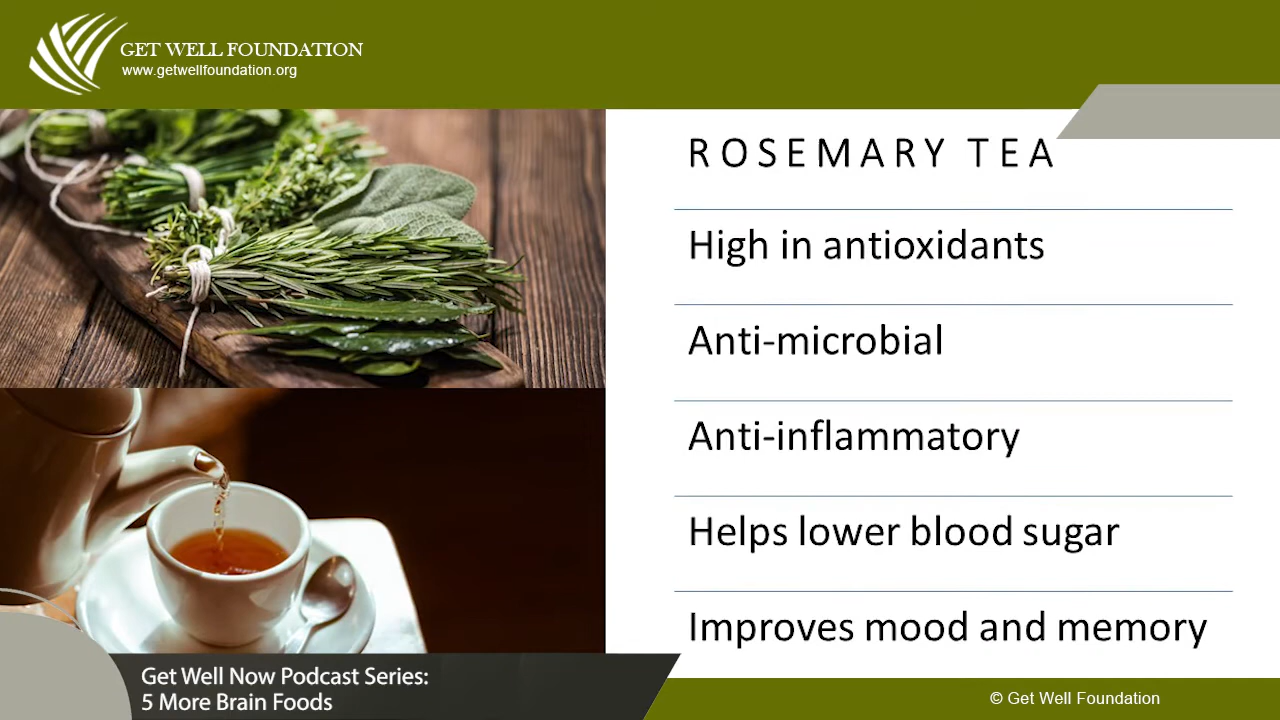 GET WELL FOUNDATION
www.getwellfoundation.org
ROSEMARY TEA
High in antioxidants
Anti-microbial
Anti-inflammatory
Helps lower blood sugar
Improves mood and memory
Get Well Now Podcast Series:
5 More Brain Foods
© Get Well Foundation